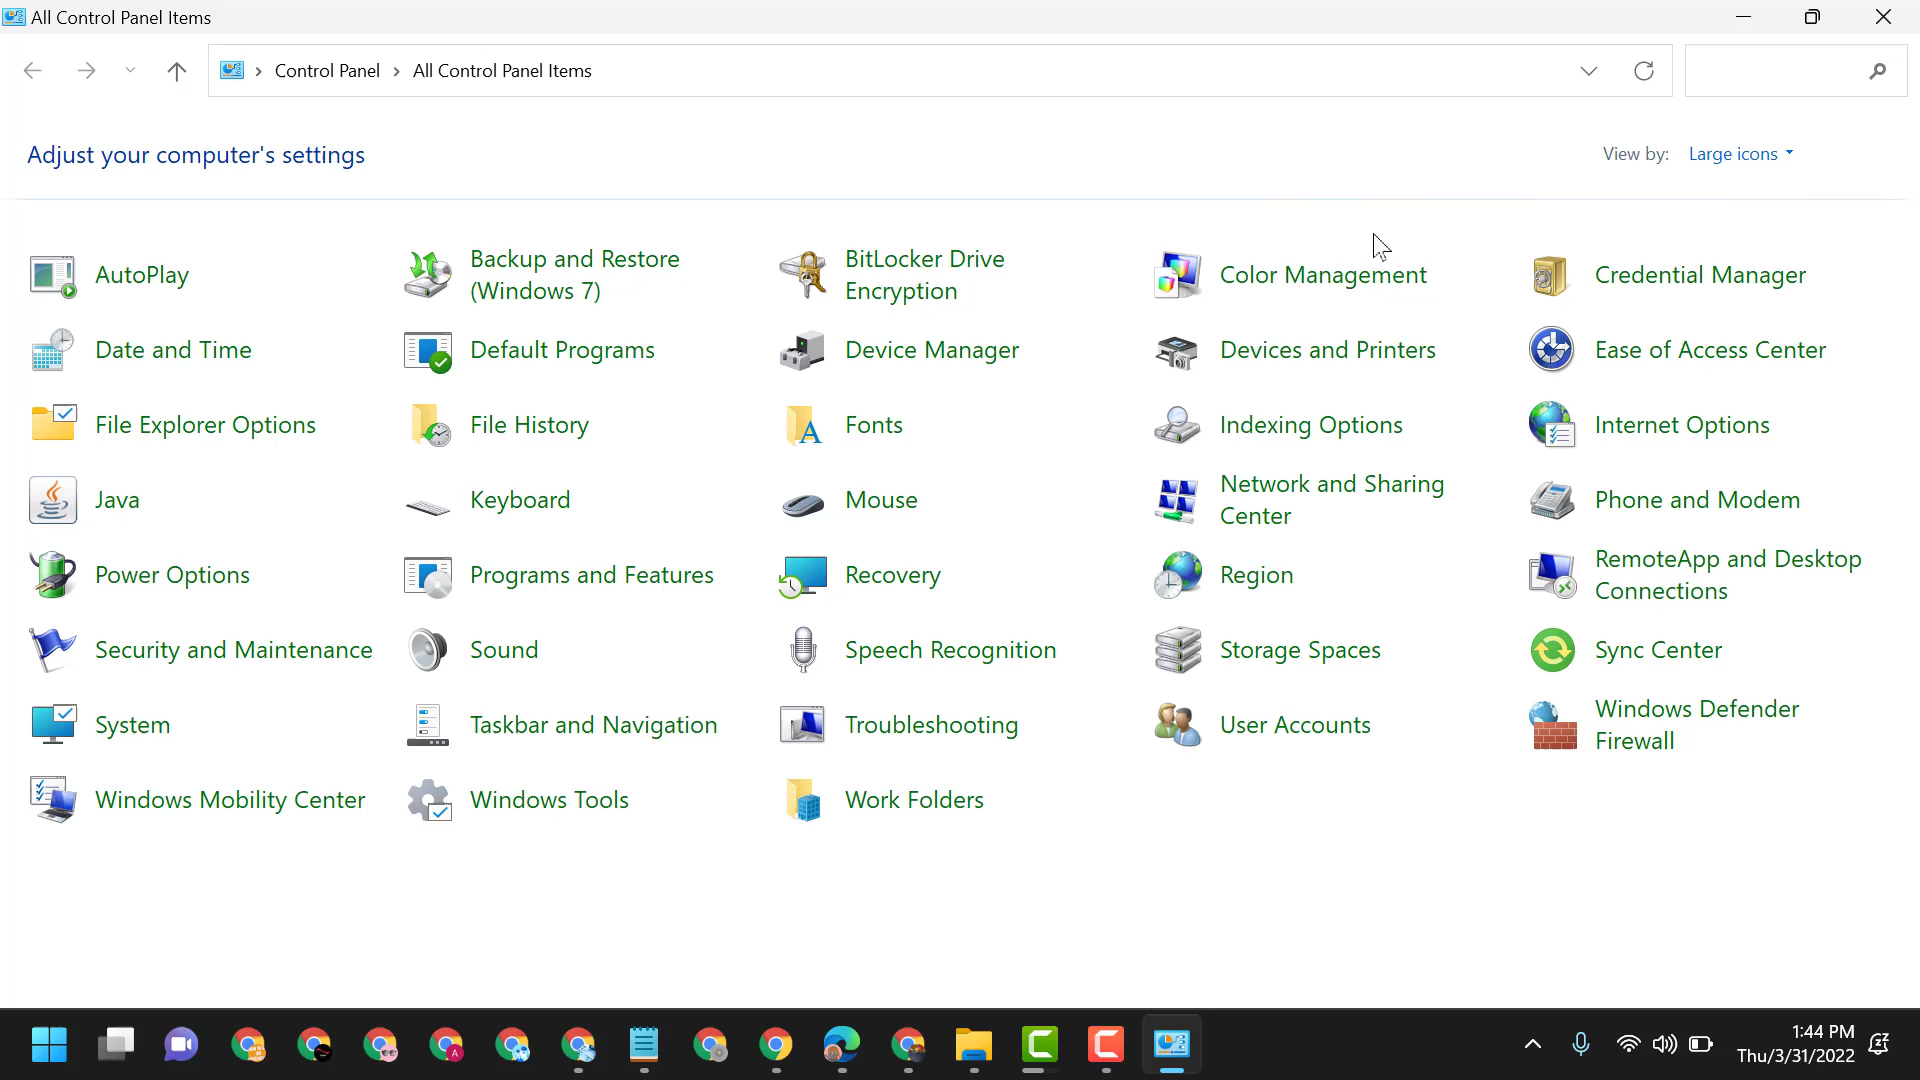 All Control Panel Items
Control Panel > All Control Panel Items
Adjust your computer's settings
View by: Large icons
AutoPlay
Backup and Restore
(Windows 7)
BitLocker Drive
Encryption
Color Management
Credential Manager
Date and Time
Default Programs
Device Manager
Devices and Printers
Ease of Access Center
File Explorer Options
File History
Fonts
Indexing Options
Internet Options
Java
Keyboard
Mouse
Network and Sharing
Center
Phone and Modem
Power Options
Programs and Features
Recovery
Region
RemoteApp and Desktop
Connections
Security and Maintenance
Sound
Speech Recognition
Storage Spaces
Sync Center
System
Taskbar and Navigation
Troubleshooting
User Accounts
Windows Defender
Firewall
Windows Mobility Center
Windows Tools
Work Folders
1:44 PM
Thu/3/31/2022